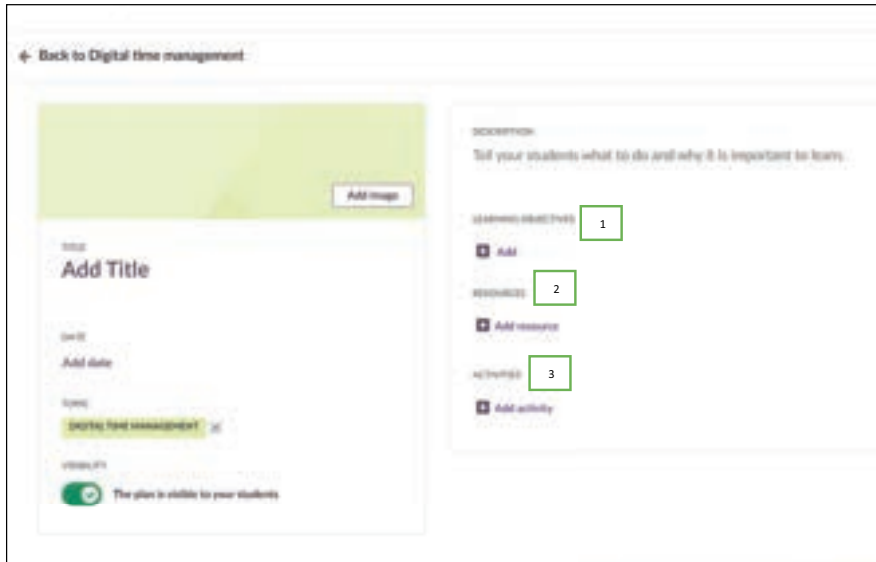 Back to Digital time management
Add image
TITLE
Add Title
DATE
Add date
TOPIC
DIGITAL TIME MANAGEMENT
VISIBILITY
The plan is visible to your students
DESCRIPTION
Tell your students what to do and why it is important to learn.
LEARNING OBJECTIVES 1
Add
RESOURCES 2
Add resource
ACTIVITIES 3
Add activity